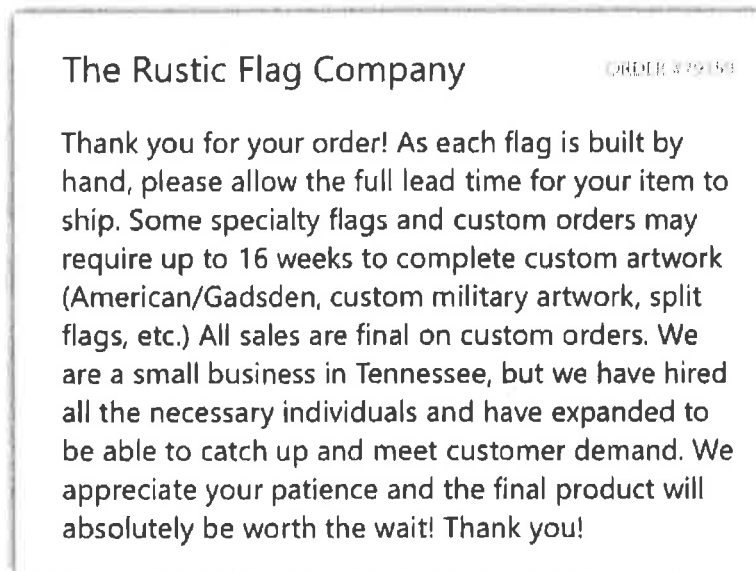 The Rustic Flag Company
Thank you for your order! As each flag is built by
hand, please allow the full lead time for your item to
ship. Some specialty flags and custom orders may
require up to 16 weeks to complete custom artwork
(American/Gadsden, custom military artwork, split
flags, etc.) All sales are final on custom orders. We
are a small business in Tennessee, but we have hired
all the necessary individuals and have expanded to
be able to catch up and meet customer demand. We
appreciate your patience and the final product will
absolutely be worth the wait! Thank you!